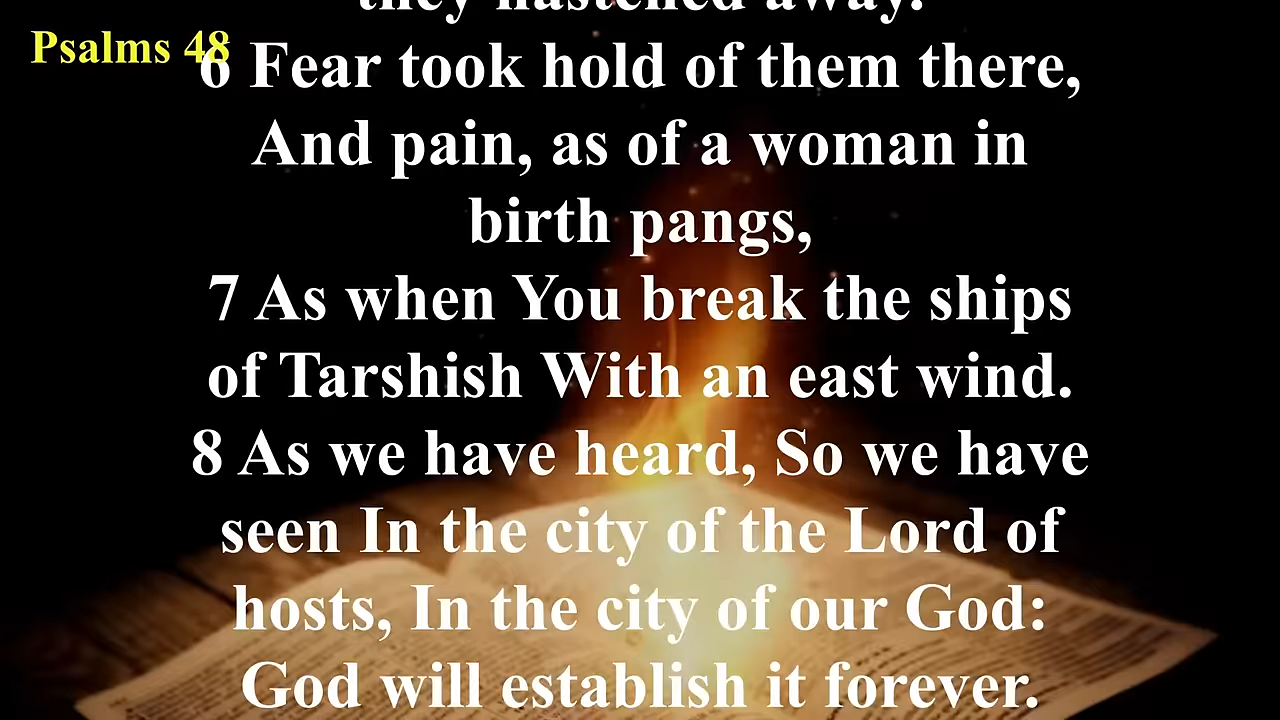 they hastened away.
Psalms 48
6 Fear took hold of them there,
And pain, as of a woman in
birth pangs,
7 As when You break the ships
of Tarshish With an east wind.
8 As we have heard, So we have
seen In the city of the Lord of
hosts, In the city of our God:
God will establish it forever.